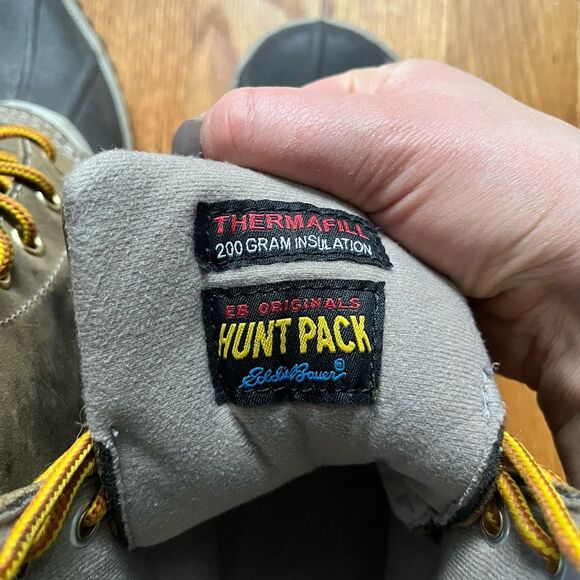 THERMAFILL
200 GRAM INSULATION
EB ORIGINALS
HUNT PACK
Eddie Bauer®